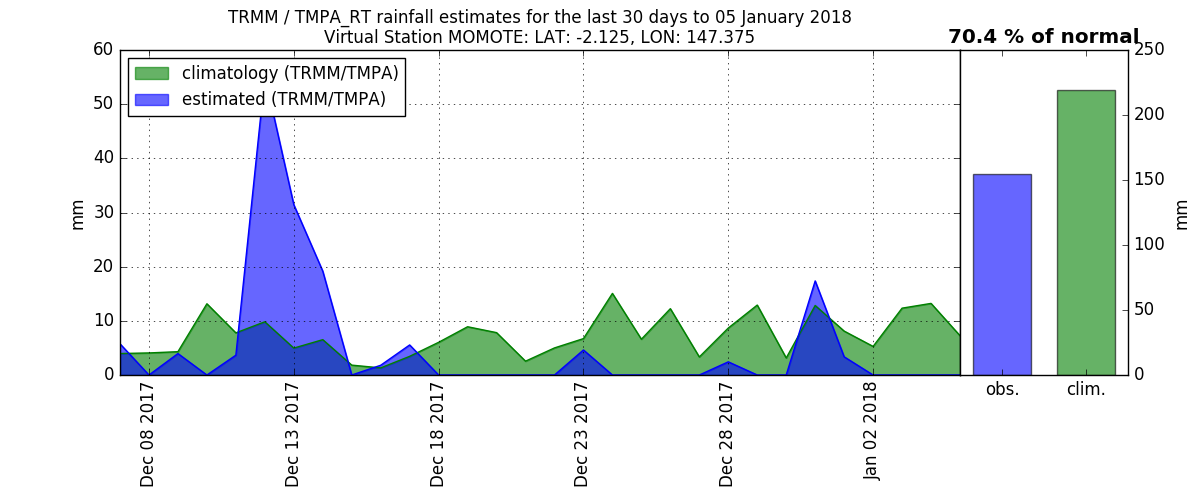 TRMM / TMPA_RT rainfall estimates for the last 30 days to 05 January 2018
Virtual Station MOMOTE: LAT: -2.125, LON: 147.375
70.4 % of normal
climatology (TRMM/TMPA)
estimated (TRMM/TMPA)
60
50
40
30
20
10
0
mm
Dec 08 2017
Dec 13 2017
Dec 18 2017
Dec 23 2017
Dec 28 2017
Jan 02 2018
obs.
clim.
250
200
150
100
50
0
mm